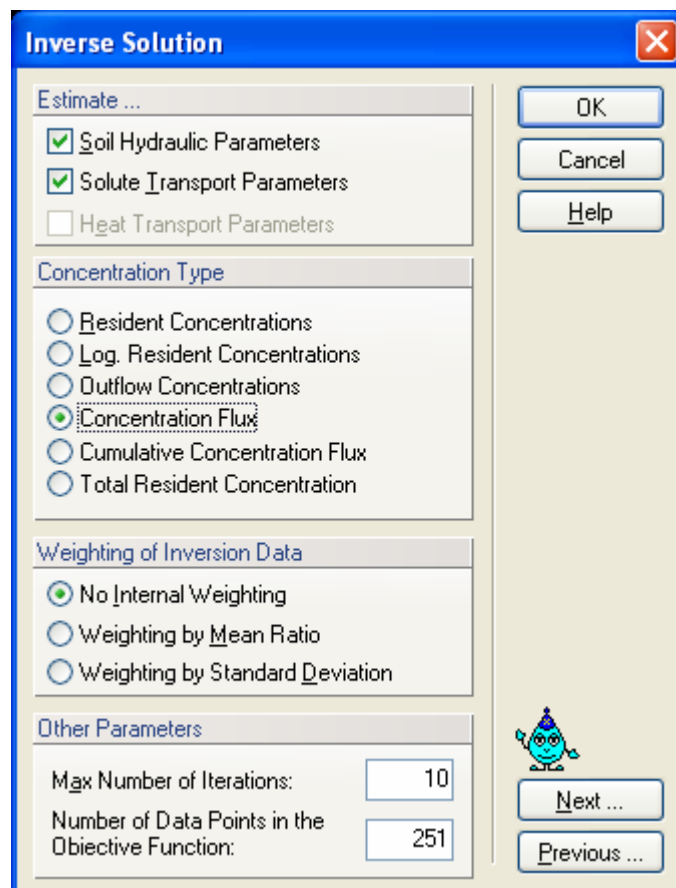 Inverse Solution
Estimate ...
Soil Hydraulic Parameters
Solute Transport Parameters
Heat Transport Parameters
Concentration Type
Resident Concentrations
Log. Resident Concentrations
Outflow Concentrations
Concentration Flux
Cumulative Concentration Flux
Total Resident Concentration
Weighting of Inversion Data
No Internal Weighting
Weighting by Mean Ratio
Weighting by Standard Deviation
Other Parameters
Max Number of Iterations: 10
Number of Data Points in the
Objective Function: 251
OK
Cancel
Help
Next ...
Previous ...